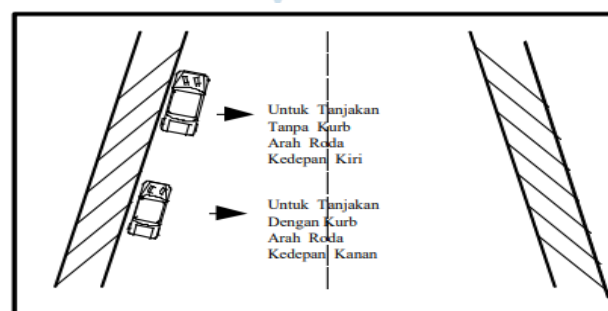 Untuk Tanjakan
Tanpa Kurb
Arah Roda
Kedepan Kiri
Untuk Tanjakan
Dengan Kurb
Arah Roda
Kedepan Kanan